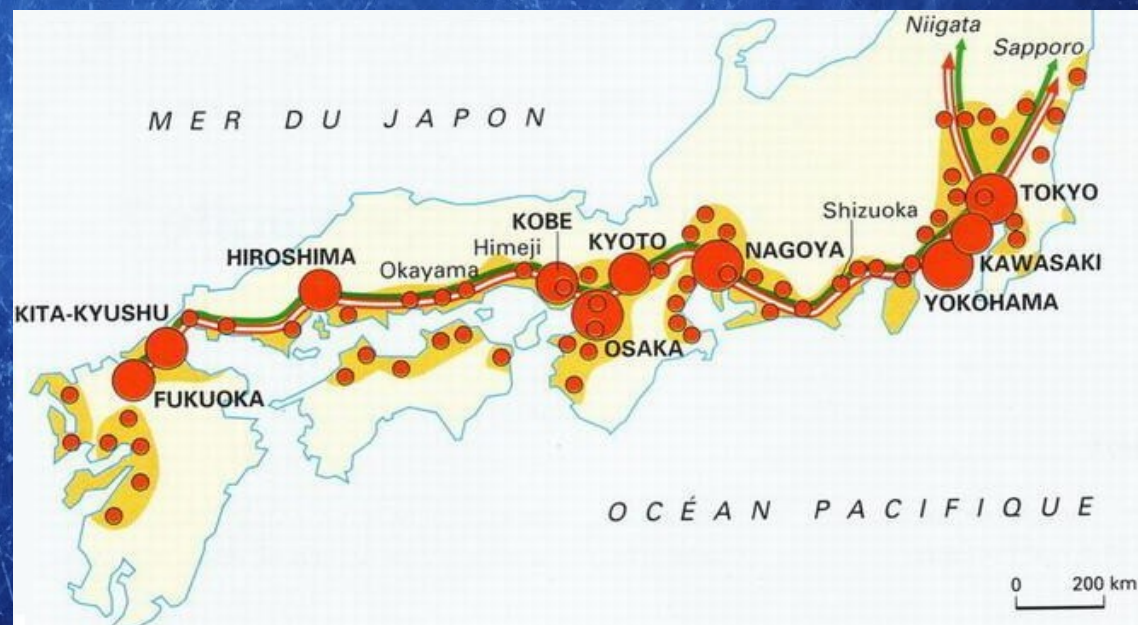 Niigata
Sapporo
MER DU JAPON
TOKYO
Shizuoka
KOBE
KYOTO
Himeji
NAGOYA
HIROSHIMA
Okayama
KAWASAKI
YOKOHAMA
KITA-KYUSHU
OSAKA
FUKUOKA
OCÉAN PACIFIQUE
0 200 km